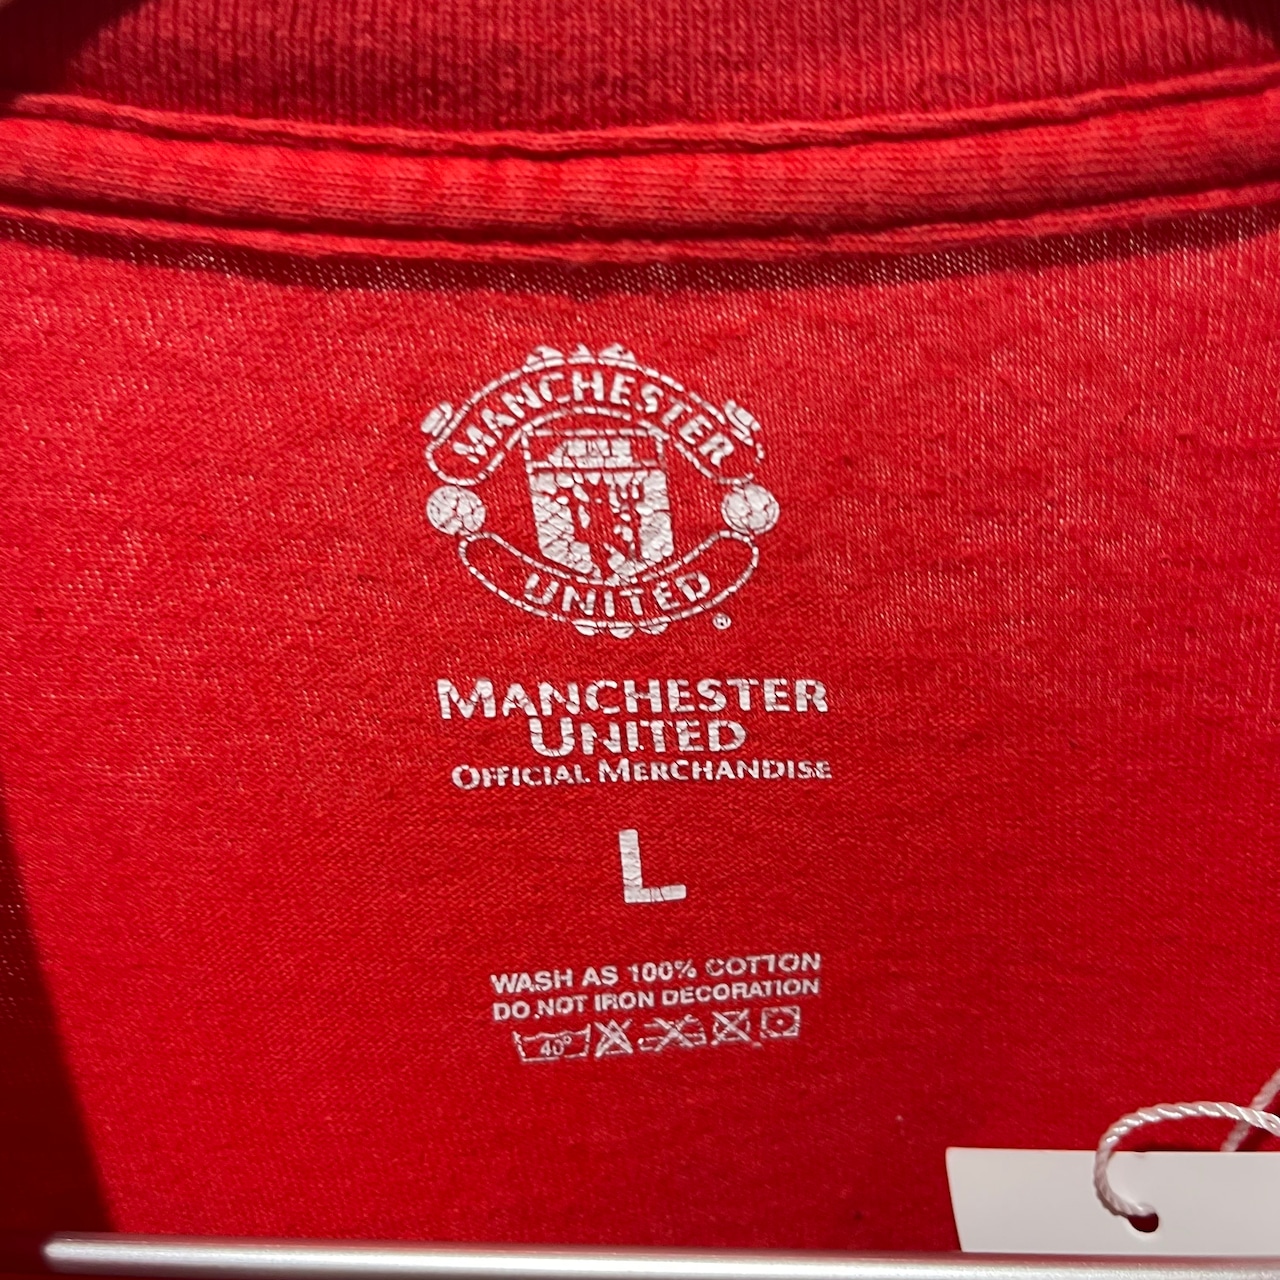 MANCHESTER
UNITED
®
MANCHESTER
UNITED
OFFICIAL MERCHANDISE
L
WASH AS 100% COTTON
DO NOT IRON DECORATION
40°